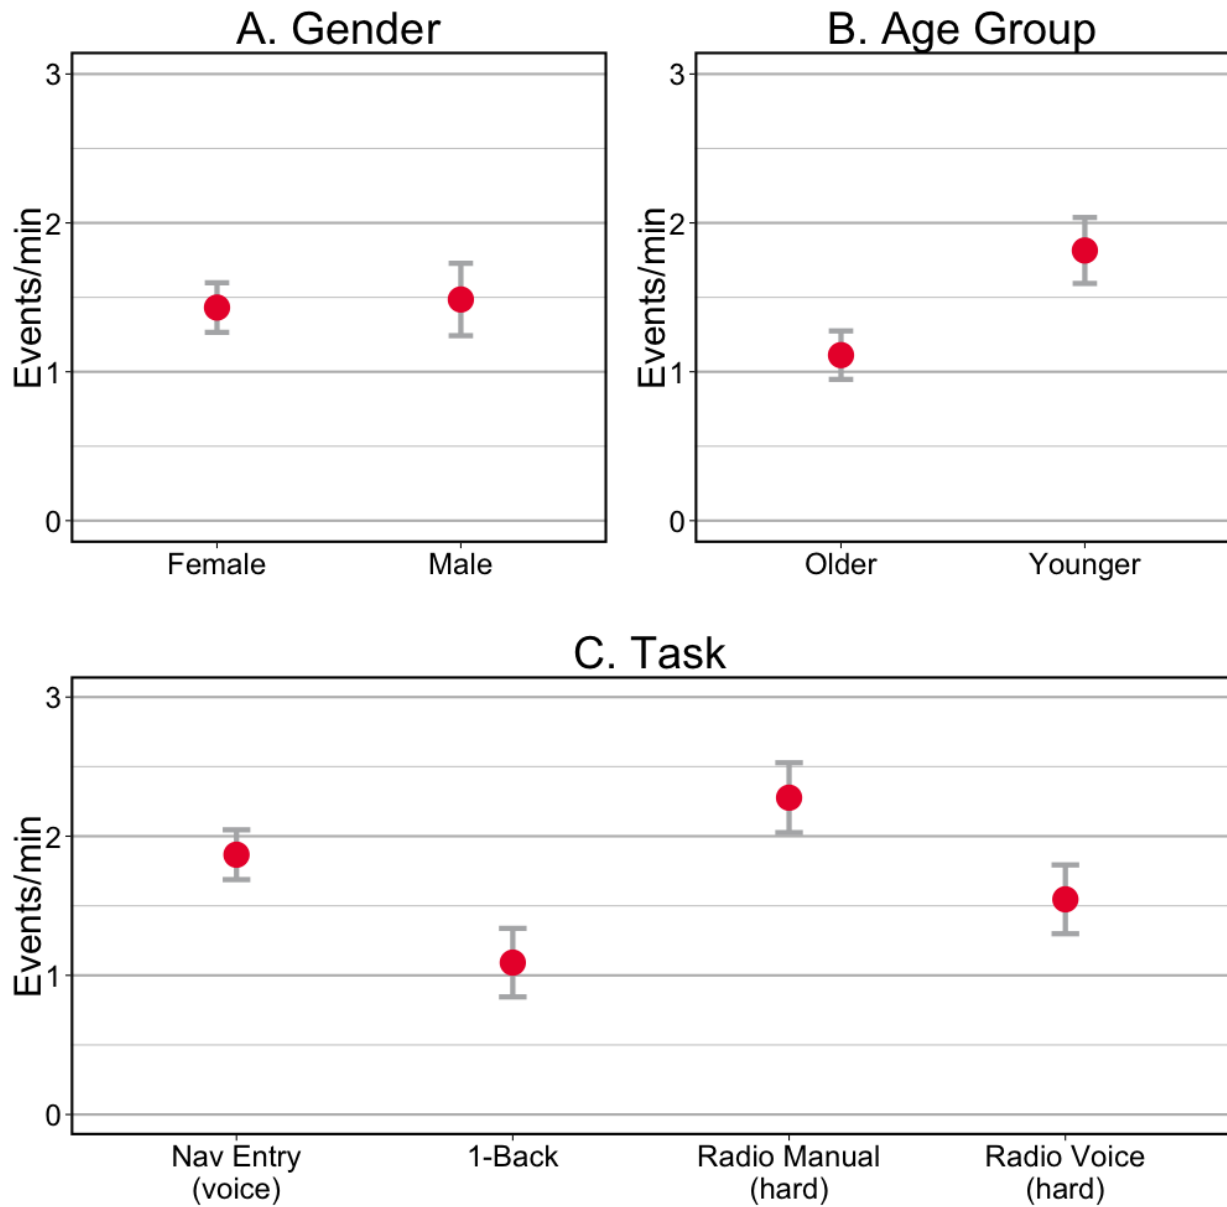 A. Gender
Events/min
3
2
1
0
Female Male
B. Age Group
Events/min
3
2
1
0
Older Younger
C. Task
Events/min
3
2
1
0
Nav Entry 1-Back Radio Manual Radio Voice
(voice) (hard) (hard)